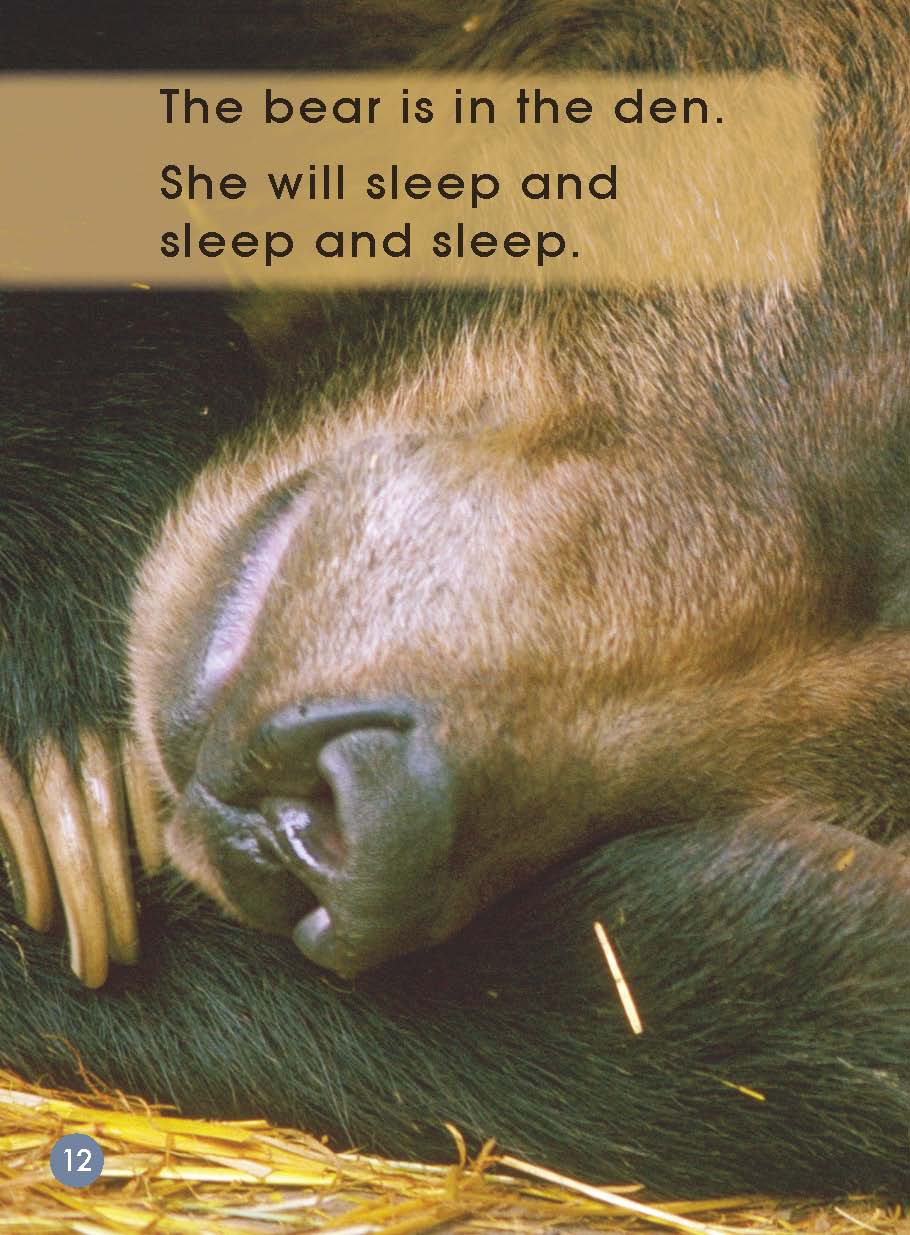 The bear is in the den.
She will sleep and
sleep and sleep.
12